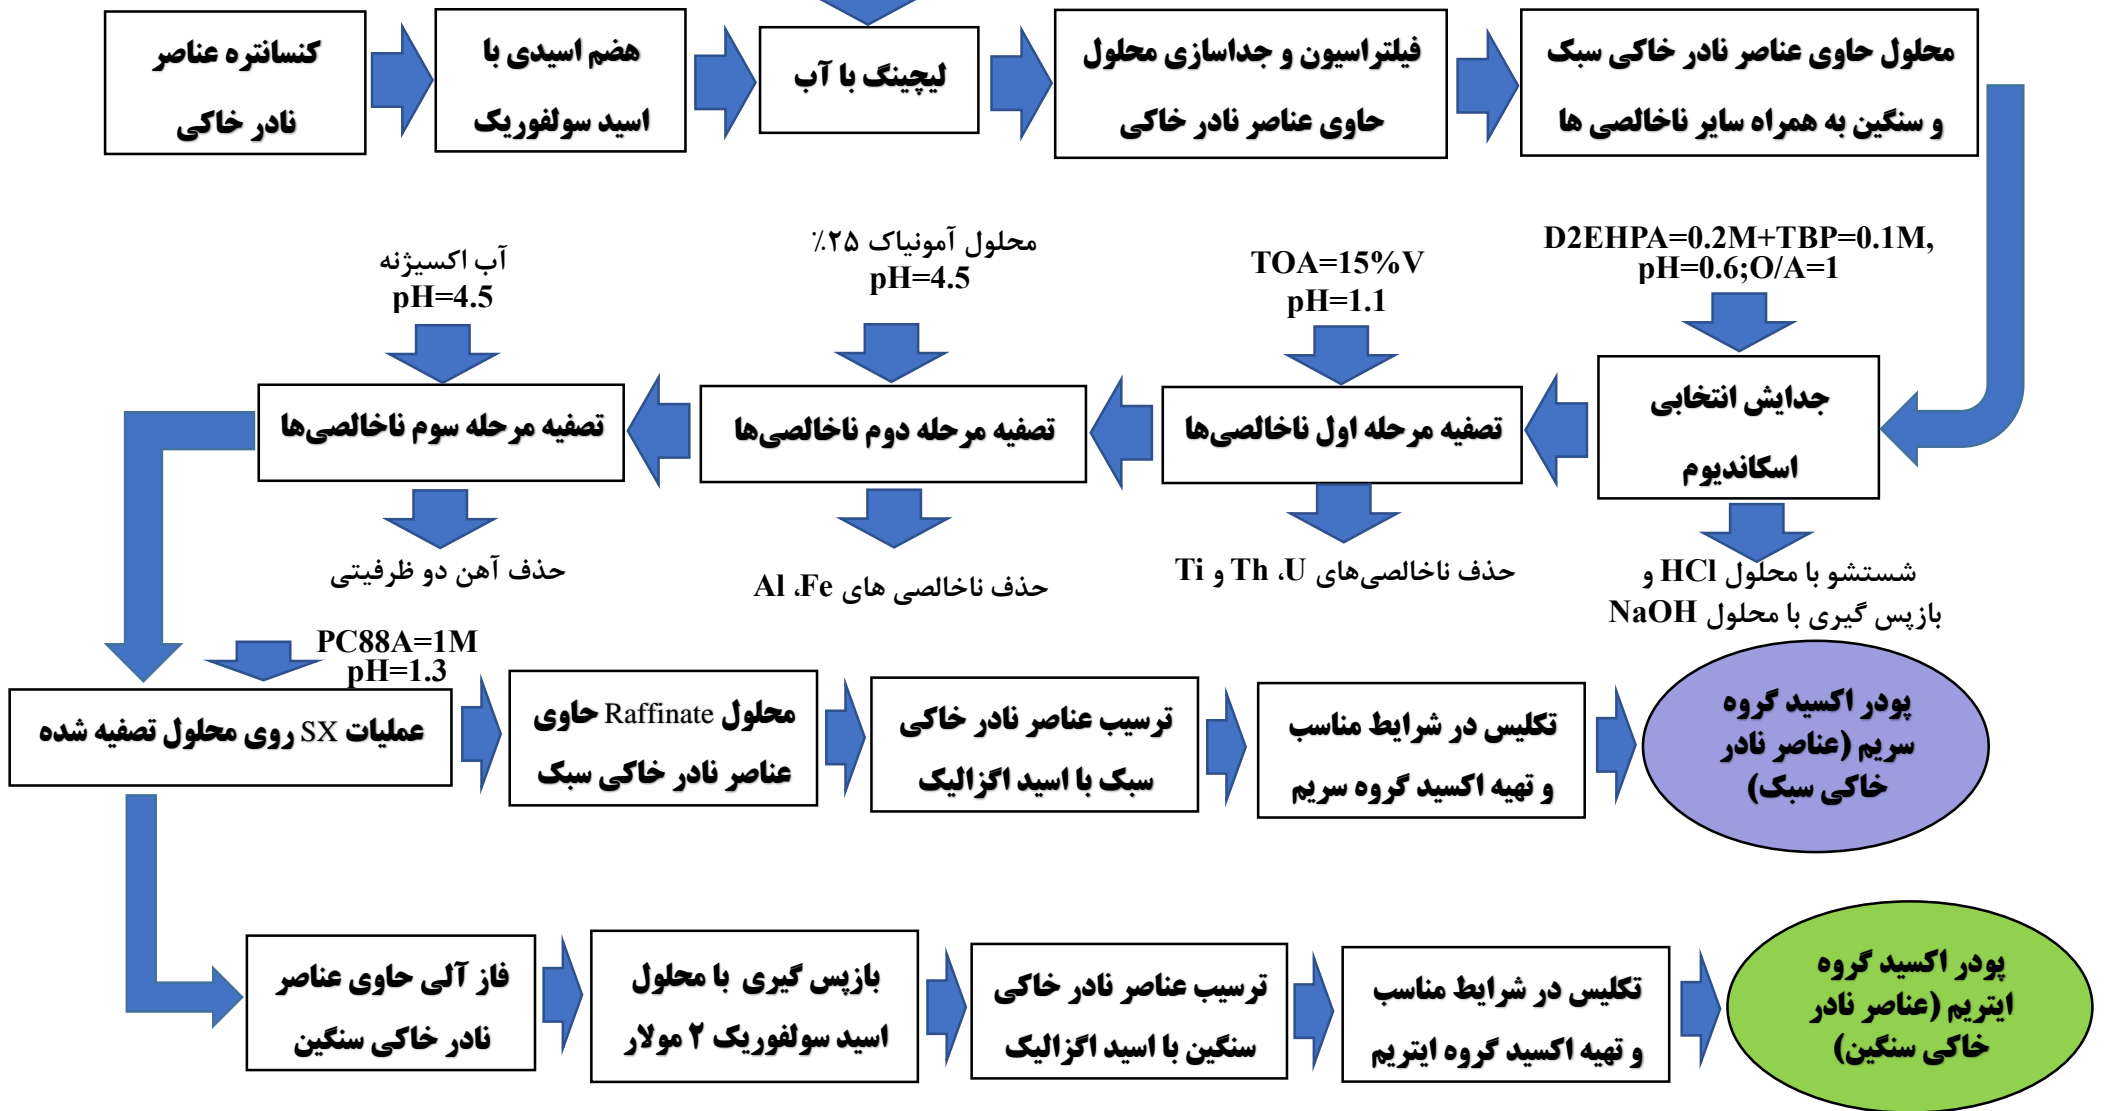 کنسانتره عناصر
نادر خاکی
هضم اسیدی با
اسید سولفوریک
لیچینگ با آب
فیلتراسیون و جداسازی محلول
حاوی عناصر نادر خاکی
محلول حاوی عناصر نادر خاکی سبک
و سنگین به همراه سایر ناخالصی ها
D2EHPA=0.2M+TBP=0.1M,
pH=0.6;O/A=1
جدایش انتخابی
اسکاندیوم
شستشو با محلول HCl و
بازپس گیری با محلول NaOH
TOA=15%V
pH=1.1
تصفیه مرحله اول ناخالصی‌ها
حذف ناخالصی‌های Th ،U و Ti
محلول آمونیاک ۲۵٪
pH=4.5
تصفیه مرحله دوم ناخالصی‌ها
حذف ناخالصی های Al ،Fe
آب اکسیژنه
pH=4.5
تصفیه مرحله سوم ناخالصی‌ها
حذف آهن دو ظرفیتی
PC88A=1M
pH=1.3
عملیات SX روی محلول تصفیه شده
محلول Raffinate حاوی
عناصر نادر خاکی سبک
ترسیب عناصر نادر خاکی
سبک با اسید اگزالیک
تکلیس در شرایط مناسب
و تهیه اکسید گروه سریم
پودر اکسید گروه
سریم (عناصر نادر
خاکی سبک)
فاز آلی حاوی عناصر
نادر خاکی سنگین
بازپس گیری با محلول
اسید سولفوریک ۲ مولار
ترسیب عناصر نادر خاکی
سنگین با اسید اگزالیک
تکلیس در شرایط مناسب
و تهیه اکسید گروه ایتریم
پودر اکسید گروه
ایتریم (عناصر نادر
خاکی سنگین)